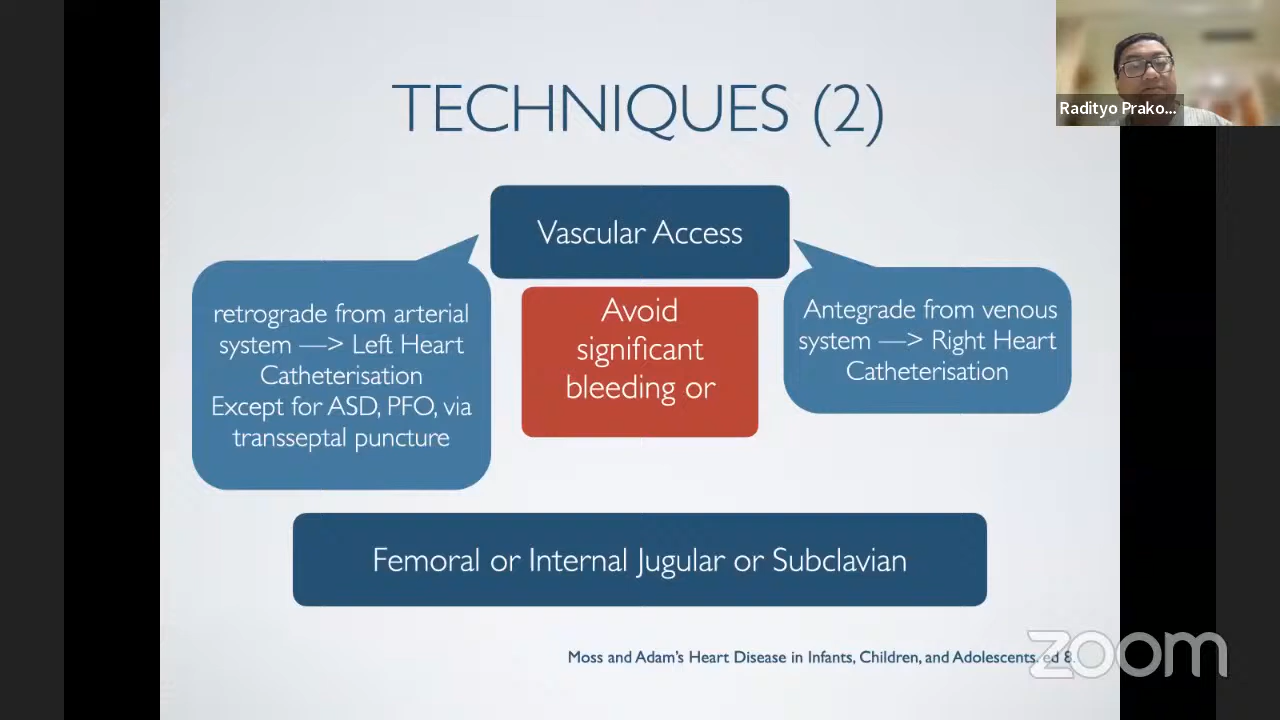 TECHNIQUES (2)
Radityo Prako...
Vascular Access
retrograde from arterial
system —> Left Heart
Catheterisation
Except for ASD, PFO, via
transseptal puncture
Avoid
significant
bleeding or
Antegrade from venous
system —> Right Heart
Catheterisation
Femoral or Internal Jugular or Subclavian
Moss and Adam's Heart Disease in Infants, Children, and Adolescents. ed 8.
zoom